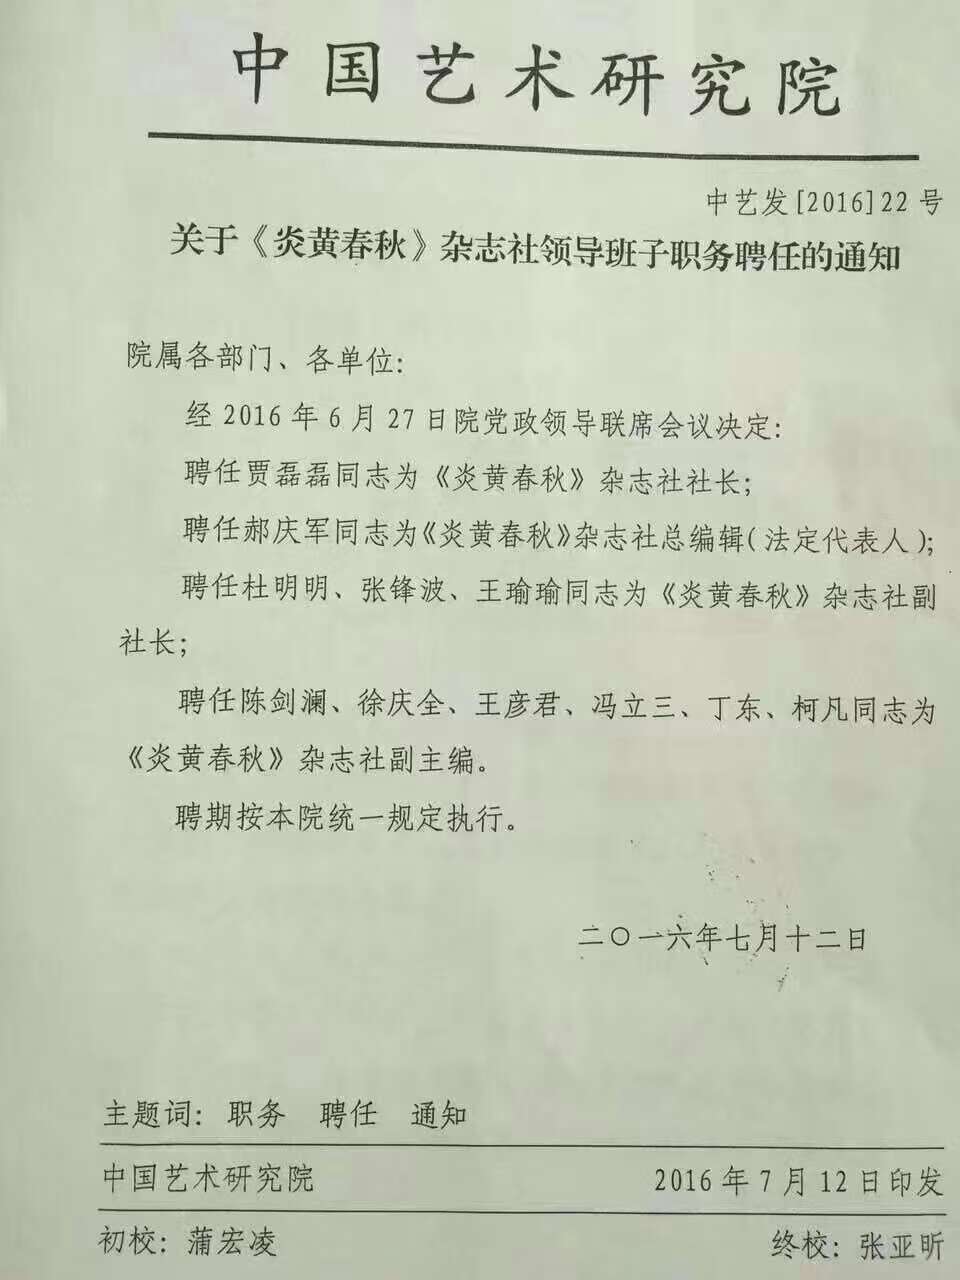 中国艺术研究院
中艺发[2016]22号
关于《炎黄春秋》杂志社领导班子职务聘任的通知
院属各部门、各单位:
经2016年6月27日院党政领导联席会议决定:
聘任贾磊磊同志为《炎黄春秋》杂志社社长;
聘任郝庆军同志为《炎黄春秋》杂志社总编辑(法定代表人);
聘任杜明明、张锋波、王瑜瑜同志为《炎黄春秋》杂志社副
社长;
聘任陈剑澜、徐庆全、王彦君、冯立三、丁东、柯凡同志为
《炎黄春秋》杂志社副主编。
聘期按本院统一规定执行。
二〇一六年七月十二日
主题词: 职务 聘任 通知
中国艺术研究院 2016年7月12日印发
初校: 蒲宏凌 终校: 张亚昕